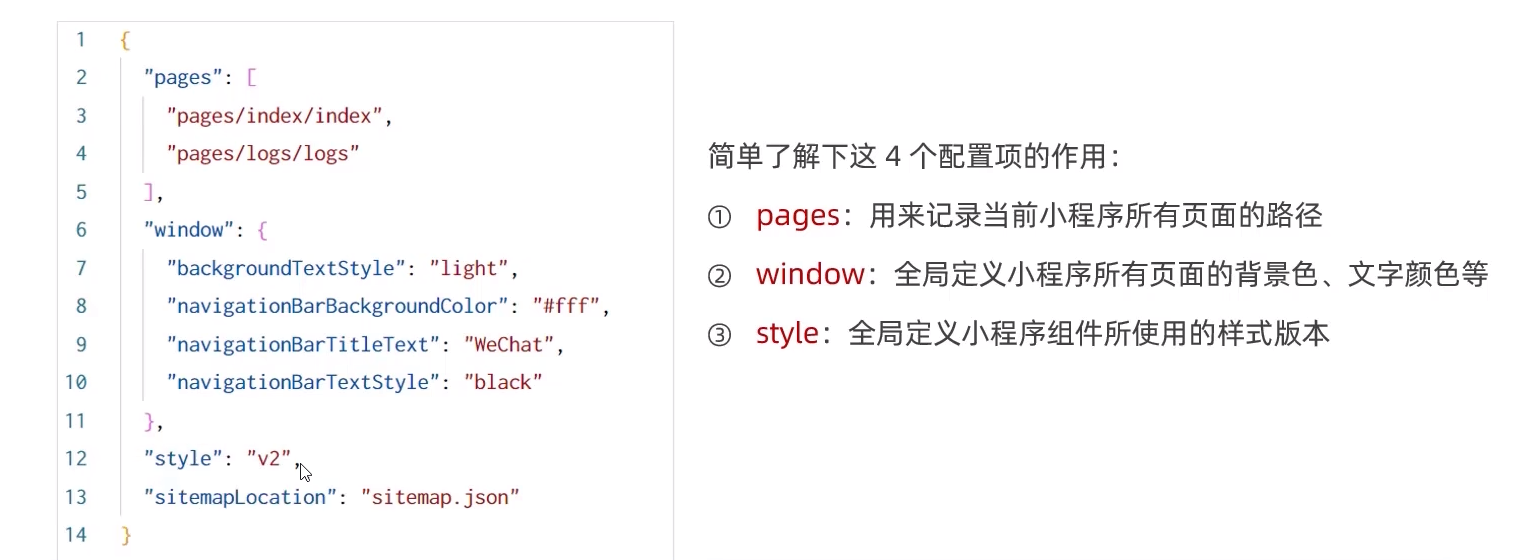 1 {
2 "pages": [
3 "pages/index/index",
4 "pages/logs/logs"
5 ],
6 "window": {
7 "backgroundTextStyle": "light",
8 "navigationBarBackgroundColor": "#fff",
9 "navigationBarTitleText": "WeChat",
10 "navigationBarTextStyle": "black"
11 },
12 "style": "v2",
13 "sitemapLocation": "sitemap.json"
14 }
简单了解下这 4 个配置项的作用：
① pages：用来记录当前小程序所有页面的路径
② window：全局定义小程序所有页面的背景色、文字颜色等
③ style：全局定义小程序组件所使用的样式版本